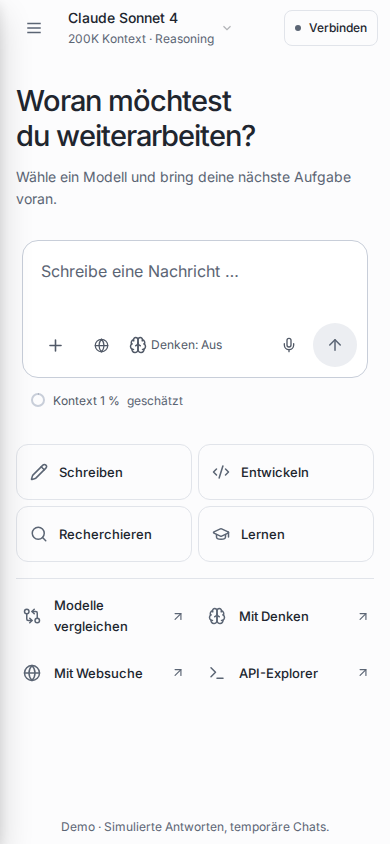 Claude Sonnet 4
200K Kontext · Reasoning
Verbinden
Woran möchtest
du weiterarbeiten?
Wähle ein Modell und bring deine nächste Aufgabe
voran.
Schreibe eine Nachricht ...
Denken: Aus
Kontext 1 % geschätzt
Schreiben
Entwickeln
Recherchieren
Lernen
Modelle
vergleichen
Mit Denken
Mit Websuche
API-Explorer
Demo · Simulierte Antworten, temporäre Chats.